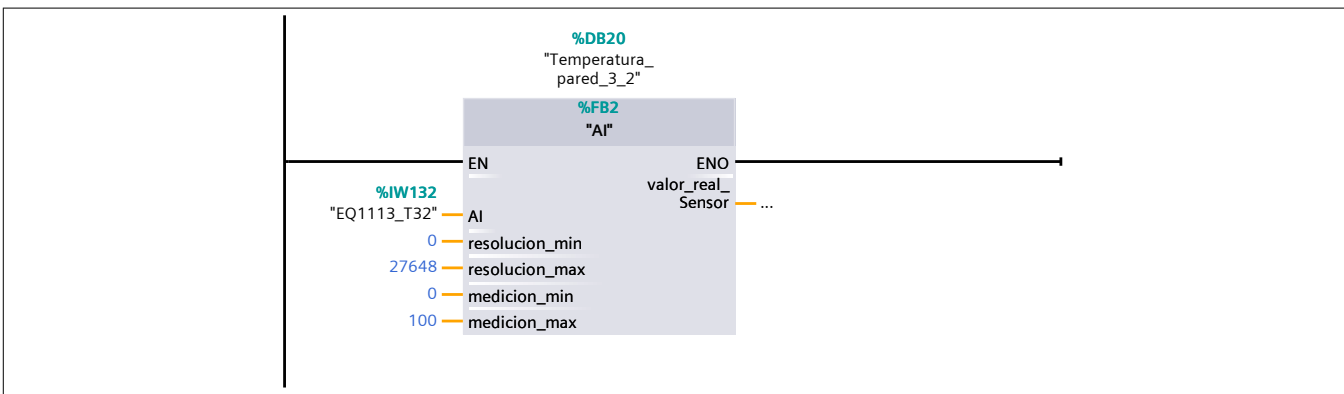 %DB20
"Temperatura_
pared_3_2"
%FB2
"AI"
EN
ENO
valor_real_
Sensor
...
%IW132
"EQ1113_T32"
AI
0
resolucion_min
27648
resolucion_max
0
medicion_min
100
medicion_max